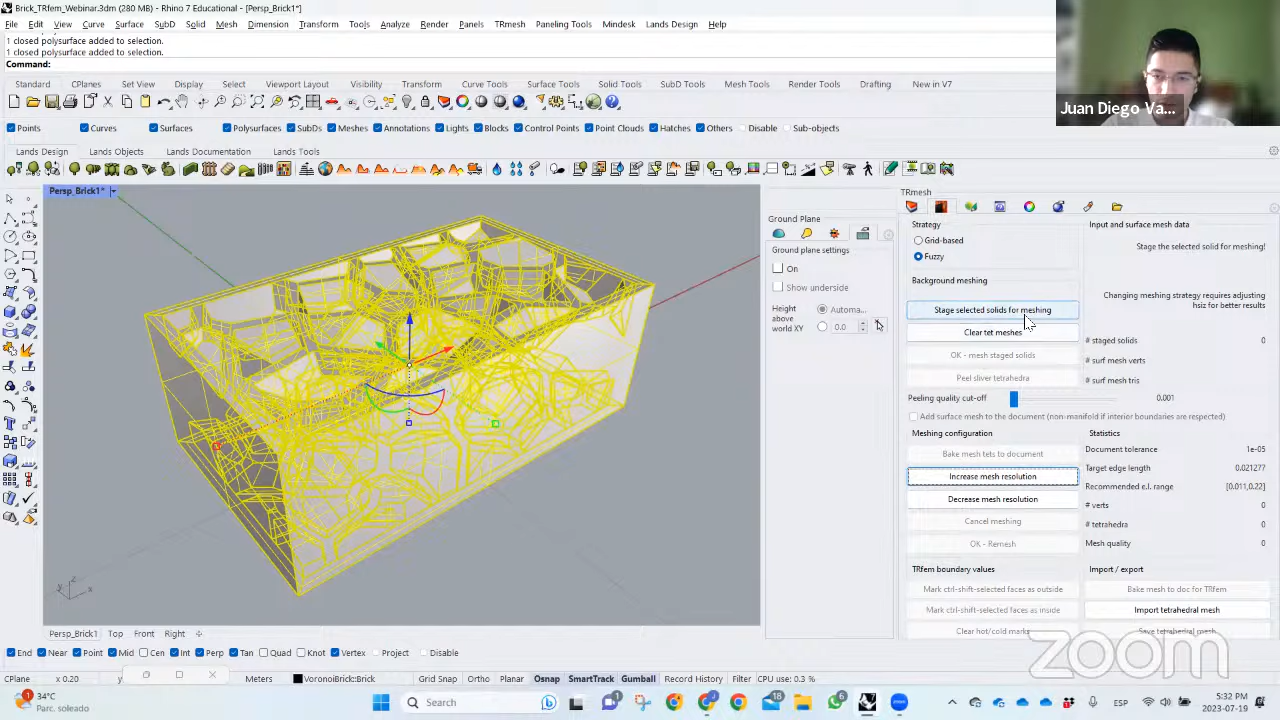 Brick_TRfem_Webinar.3dm (280 MB) - Rhino 7 Educational - [Persp_Brick1*]
File Edit View Curve Surface SubD Solid Mesh Dimension Transform Tools Analyze Render Panels TRmesh Paneling Tools Mindesk Lands Design Help
1 closed polysurface added to selection.
1 closed polysurface added to selection.
Command:
Standard CPlanes Set View Display Select Viewport Layout Visibility Transform Curve Tools Surface Tools Solid Tools SubD Tools Mesh Tools Render Tools Drafting New in V7
Points Curves Surfaces Polysurfaces SubDs Meshes Annotations Lights Blocks Control Points Point Clouds Hatches Others Disable Sub-objects
Lands Design Lands Objects Lands Documentation Lands Tools
Juan Diego Va...
Persp_Brick1*
z
y
x
Ground Plane
Ground plane settings
On
Show underside
Height above world XY
Automa...
0.0
TRmesh
Strategy
Grid-based
Fuzzy
Background meshing
Stage selected solids for meshing
Clear tet meshes
OK - mesh staged solids
Peel sliver tetrahedra
Peeling quality cut-off 0.001
Add surface mesh to the document (non-manifold if interior boundaries are respected)
Meshing configuration
Bake mesh tets to document
Increase mesh resolution
Decrease mesh resolution
Cancel meshing
OK - Remesh
TRfem boundary values
Mark ctrl-shift-selected faces as outside
Mark ctrl-shift-selected faces as inside
Clear hot/cold marks
Input and surface mesh data
Stage the selected solid for meshing!
Changing meshing strategy requires adjusting
hsiz for better results
# staged solids 0
# surf mesh verts
# surf mesh tris
Statistics
Document tolerance 1e-05
Target edge length 0.021277
Recommended e.l. range [0.011,0.22]
# verts 0
# tetrahedra 0
Mesh quality 0
Import / export
Bake mesh to doc for TRfem
Import tetrahedral mesh
Save tetrahedral mesh
zoom
Persp_Brick1 Top Front Right
End Near Point Mid Cen Int Perp Tan Quad Knot Vertex Project Disable
CPlane x 0.20 y Meters VoronoiBrick::Brick Grid Snap Ortho Planar Osnap SmartTrack Gumball Record History Filter CPU use: 0.3 %
1
34°C
Parc. soleado
Search
1
18
6
ESP
5:32 PM
2023-07-19